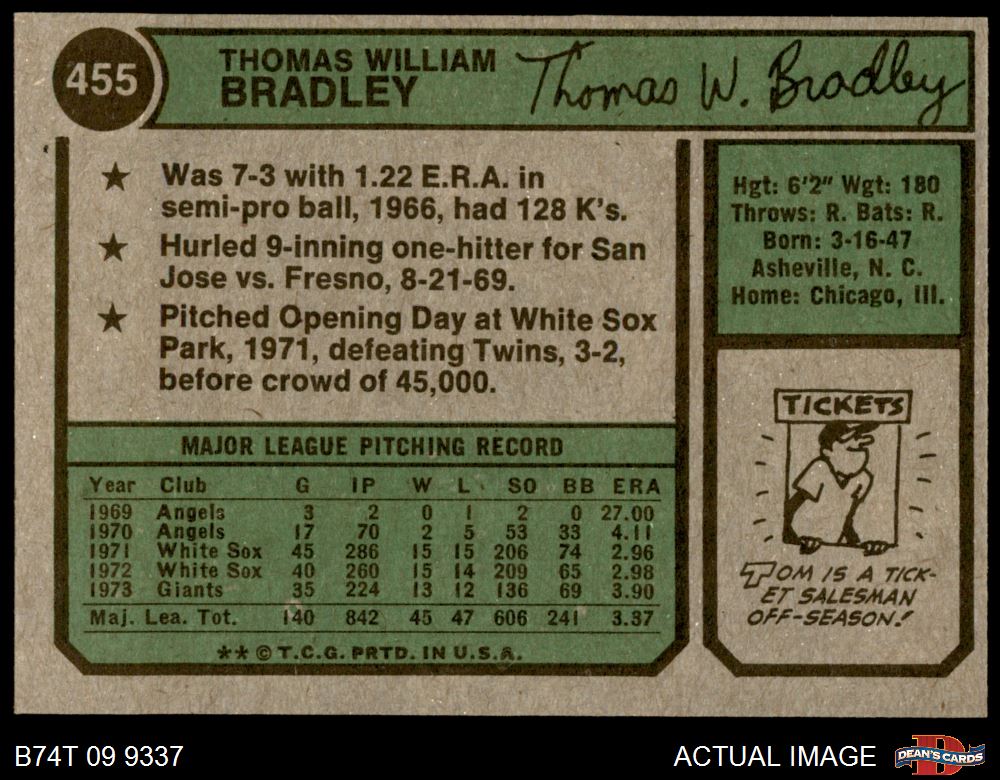 455
THOMAS WILLIAM
BRADLEY
Thomas W. Bradley
★ Was 7-3 with 1.22 E.R.A. in
semi-pro ball, 1966, had 128 K's.
★ Hurled 9-inning one-hitter for San
Jose vs. Fresno, 8-21-69.
★ Pitched Opening Day at White Sox
Park, 1971, defeating Twins, 3-2,
before crowd of 45,000.
Hgt: 6'2" Wgt: 180
Throws: R. Bats: R.
Born: 3-16-47
Asheville, N. C.
Home: Chicago, Ill.
MAJOR LEAGUE PITCHING RECORD
Year Club G IP W L SO BB ERA
1969 Angels 3 2 0 1 2 0 27.00
1970 Angels 17 70 2 5 53 33 4.11
1971 White Sox 45 286 15 15 206 74 2.96
1972 White Sox 40 260 15 14 209 65 2.98
1973 Giants 35 224 13 12 136 69 3.90
Maj. Lea. Tot. 140 842 45 47 606 241 3.37
** © T.C.G. PRTD. IN U.S.A.
TICKETS
TOM IS A TICK-
ET SALESMAN
OFF-SEASON!
B74T 09 9337
ACTUAL IMAGE
D
DEAN'S CARDS